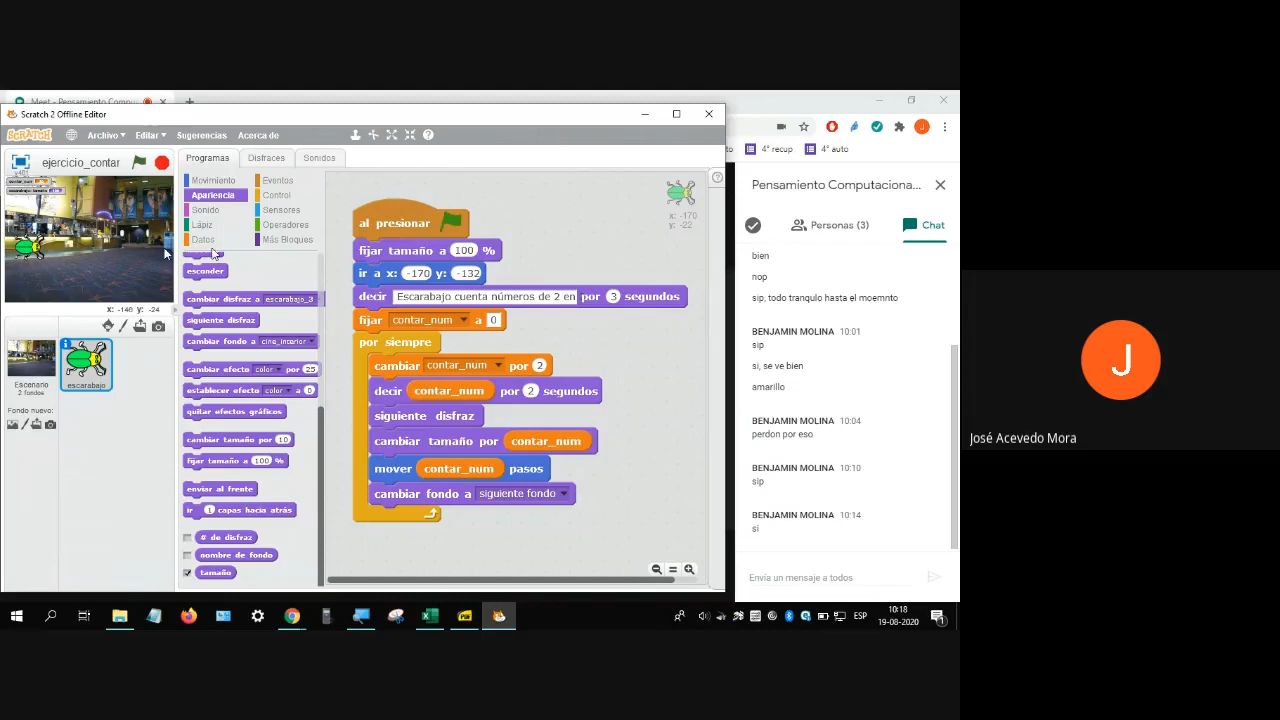 Meet - Pensamiento Compu
Scratch 2 Offline Editor
SCRATCH Archivo Editar Sugerencias Acerca de
ejercicio_contar
v461
Programas Disfraces Sonidos
Movimiento Eventos
Apariencia Control
Sonido Sensores
Lápiz Operadores
Datos Más Bloques
esconder
cambiar disfraz a escarabajo_3
siguiente disfraz
cambiar fondo a cine_interior
cambiar efecto color por 25
establecer efecto color a 0
quitar efectos gráficos
cambiar tamaño por 10
fijar tamaño a 100 %
enviar al frente
ir 1 capas hacia atrás
# de disfraz
nombre de fondo
tamaño
x: -146 y: -24
Escenario
2 fondos
Fondo nuevo:
escarabajo
al presionar
fijar tamaño a 100 %
ir a x: -170 y: -132
decir Escarabajo cuenta números de 2 en por 3 segundos
fijar contar_num a 0
por siempre
cambiar contar_num por 2
decir contar_num por 2 segundos
siguiente disfraz
cambiar tamaño por contar_num
mover contar_num pasos
cambiar fondo a siguiente fondo
x: -170
y: -22
to 4° recup 4° auto
J
Pensamiento Computaciona...
Personas (3) Chat
bien
nop
sip, todo tranqulo hasta el moemnto
BENJAMIN MOLINA 10:01
sip
si, se ve bien
amarillo
BENJAMIN MOLINA 10:04
perdon por eso
BENJAMIN MOLINA 10:10
sip
BENJAMIN MOLINA 10:14
si
Envía un mensaje a todos
ESP
10:18
19-08-2020
1
J
José Acevedo Mora